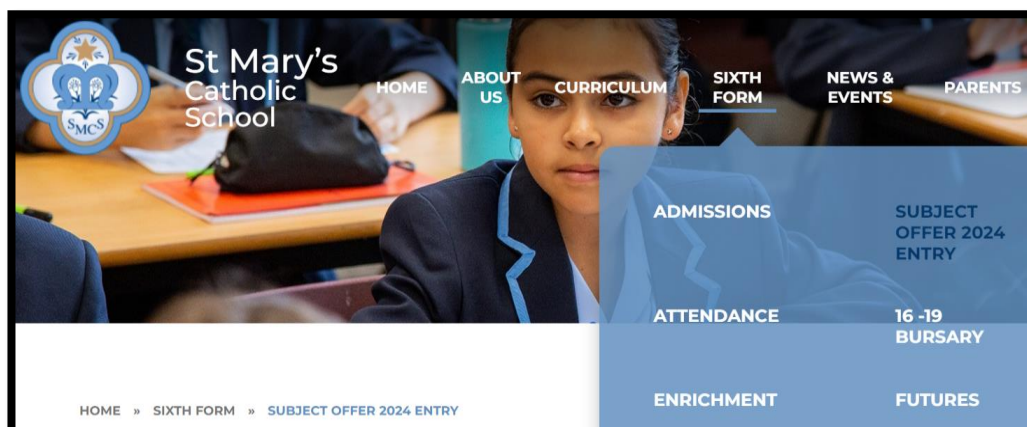 St Mary's
Catholic
School
SMCS
HOME
ABOUT
US
CURRICULUM
SIXTH
FORM
NEWS &
EVENTS
PARENTS
ADMISSIONS
SUBJECT
OFFER 2024
ENTRY
ATTENDANCE
16 -19
BURSARY
ENRICHMENT
FUTURES
HOME » SIXTH FORM » SUBJECT OFFER 2024 ENTRY